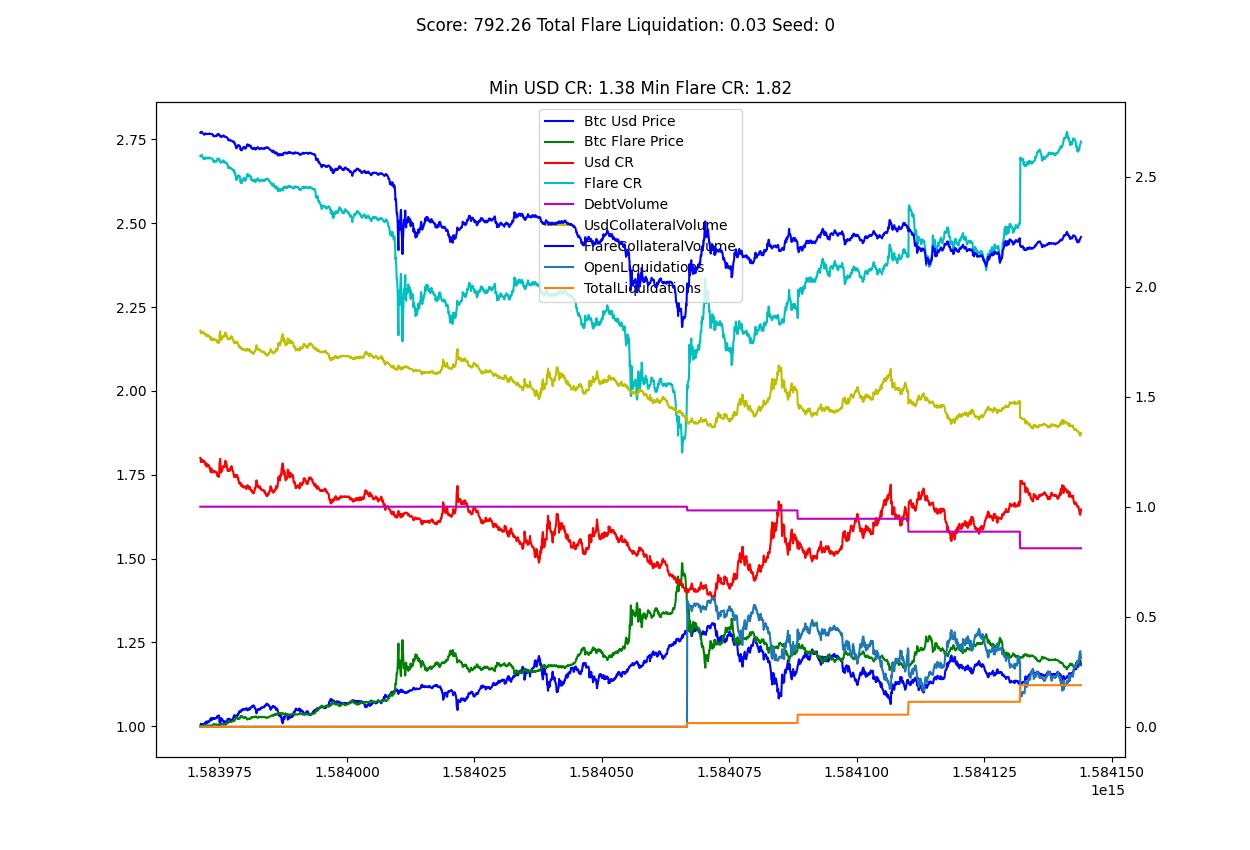 Score: 792.26 Total Flare Liquidation: 0.03 Seed: 0
Min USD CR: 1.38 Min Flare CR: 1.82
Btc Usd Price
Btc Flare Price
Usd CR
Flare CR
DebtVolume
UsdCollateralVolume
FlareCollateralVolume
OpenLiquidations
TotalLiquidations
2.75
2.50
2.25
2.00
1.75
1.50
1.25
1.00
2.5
2.0
1.5
1.0
0.5
0.0
1.583975 1.584000 1.584025 1.584050 1.584075 1.584100 1.584125 1.584150
1e15